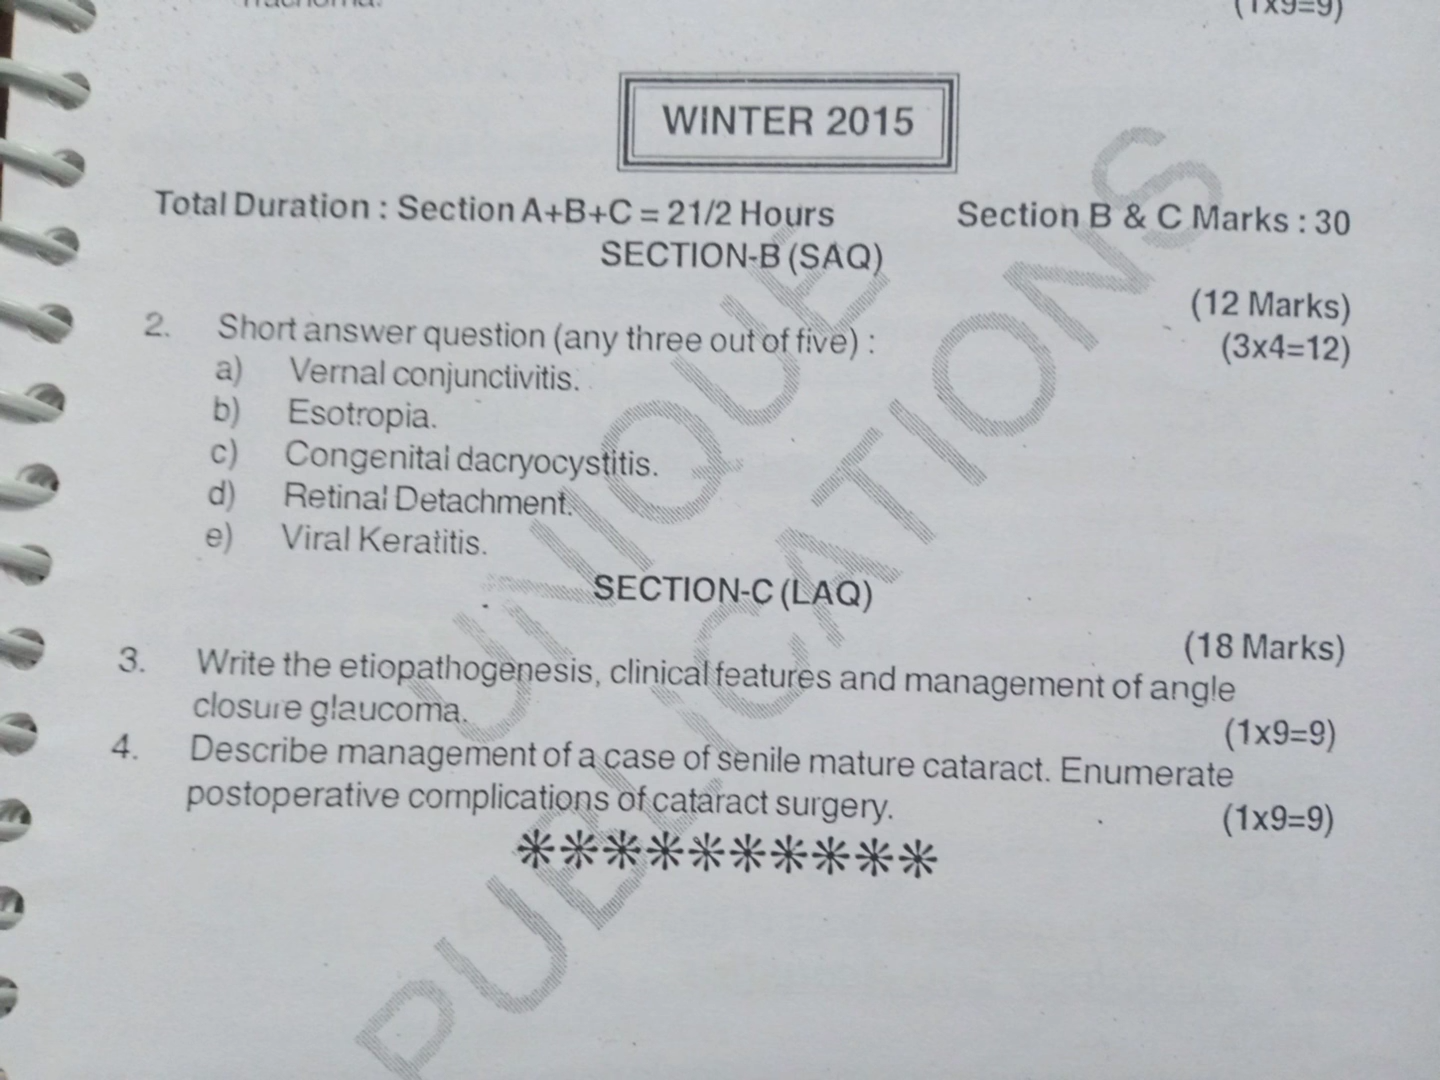 Trachoma.
(1x9=9)
WINTER 2015
Total Duration : Section A+B+C = 21/2 Hours Section B & C Marks : 30
SECTION-B (SAQ)
(12 Marks)
2. Short answer question (any three out of five) : (3x4=12)
a) Vernal conjunctivitis.
b) Esotropia.
c) Congenital dacryocystitis.
d) Retinal Detachment.
e) Viral Keratitis.
SECTION-C (LAQ)
(18 Marks)
3. Write the etiopathogenesis, clinical features and management of angle
closure glaucoma. (1x9=9)
4. Describe management of a case of senile mature cataract. Enumerate
postoperative complications of cataract surgery. (1x9=9)
**********
UNIQUE
PUBLICATIONS